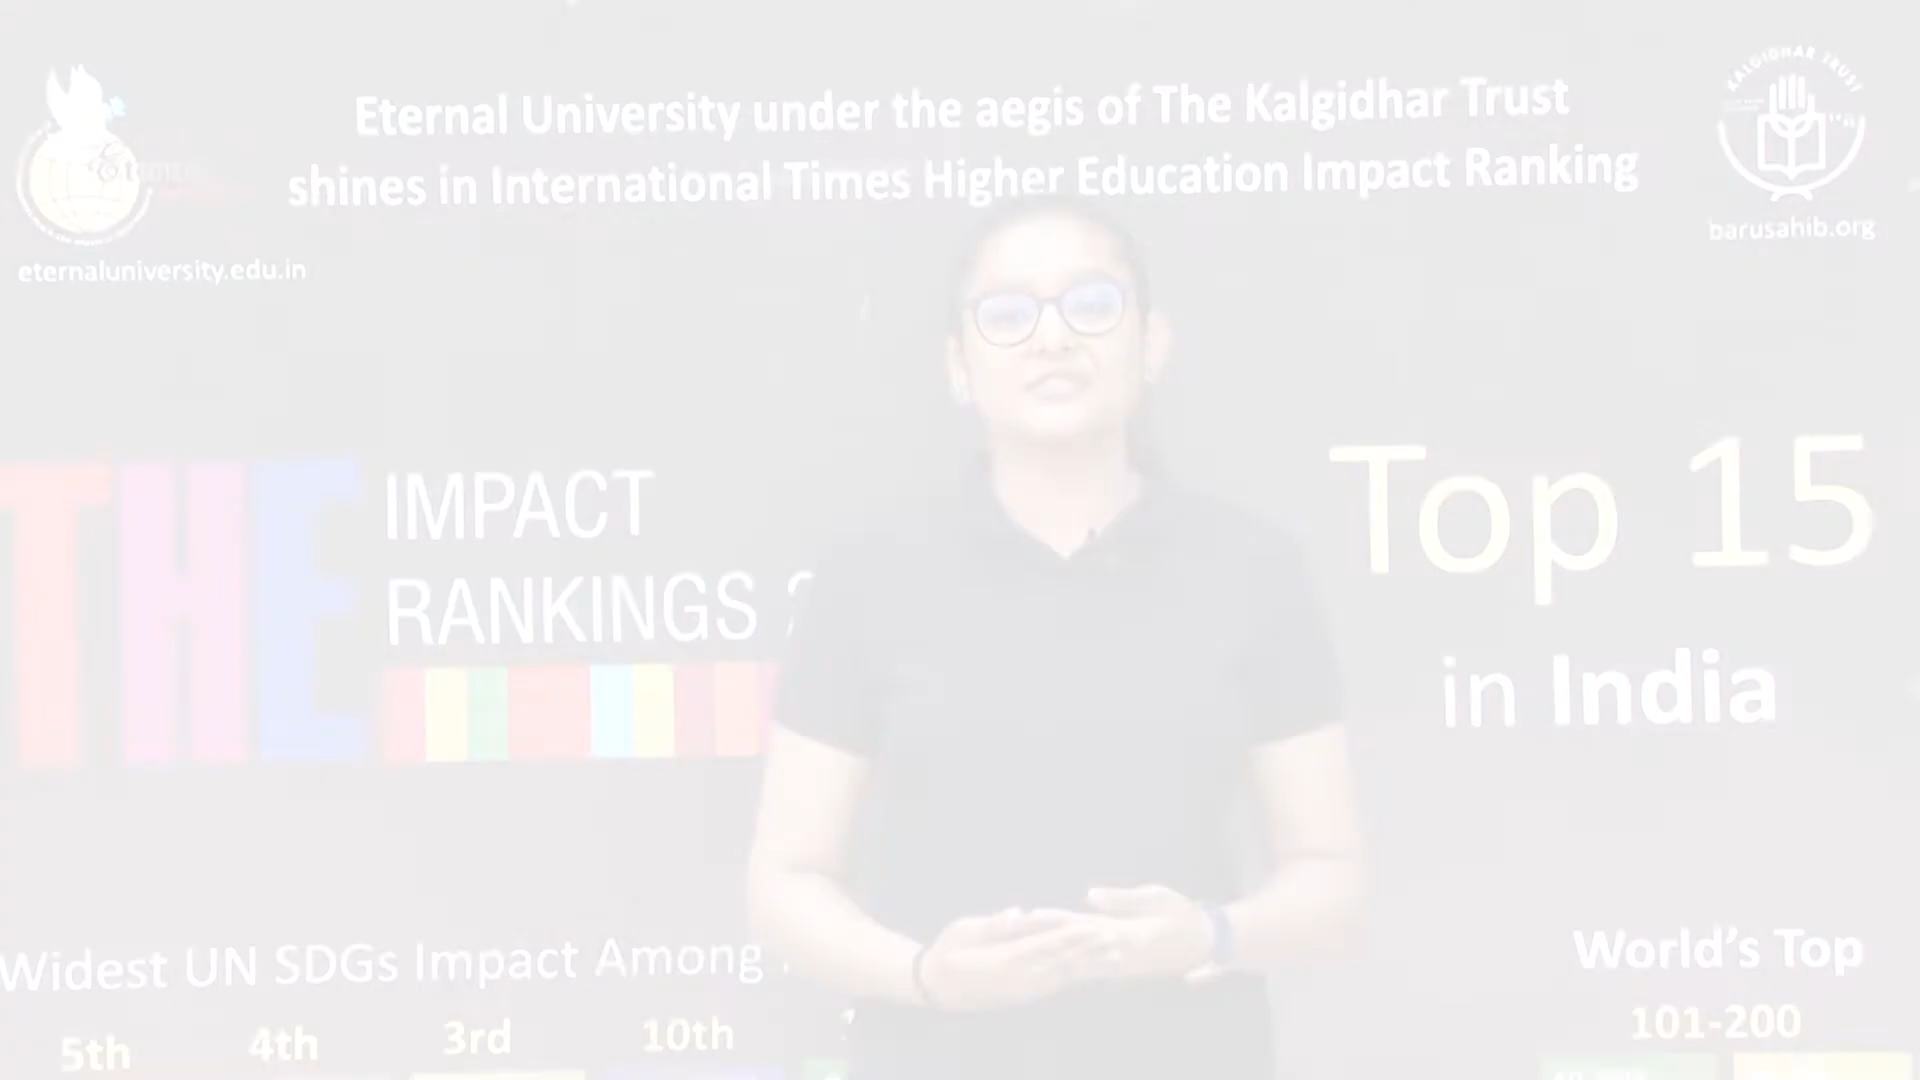 Eternal University under the aegis of The Kalgidhar Trust
shines in International Times Higher Education Impact Ranking
KALGIDHAR TRUST
barusahib.org
eternaluniversity.edu.in
THE IMPACT
RANKINGS
Top 15
in India
Widest UN SDGs Impact Among
5th 4th 3rd 10th
World's Top
101-200